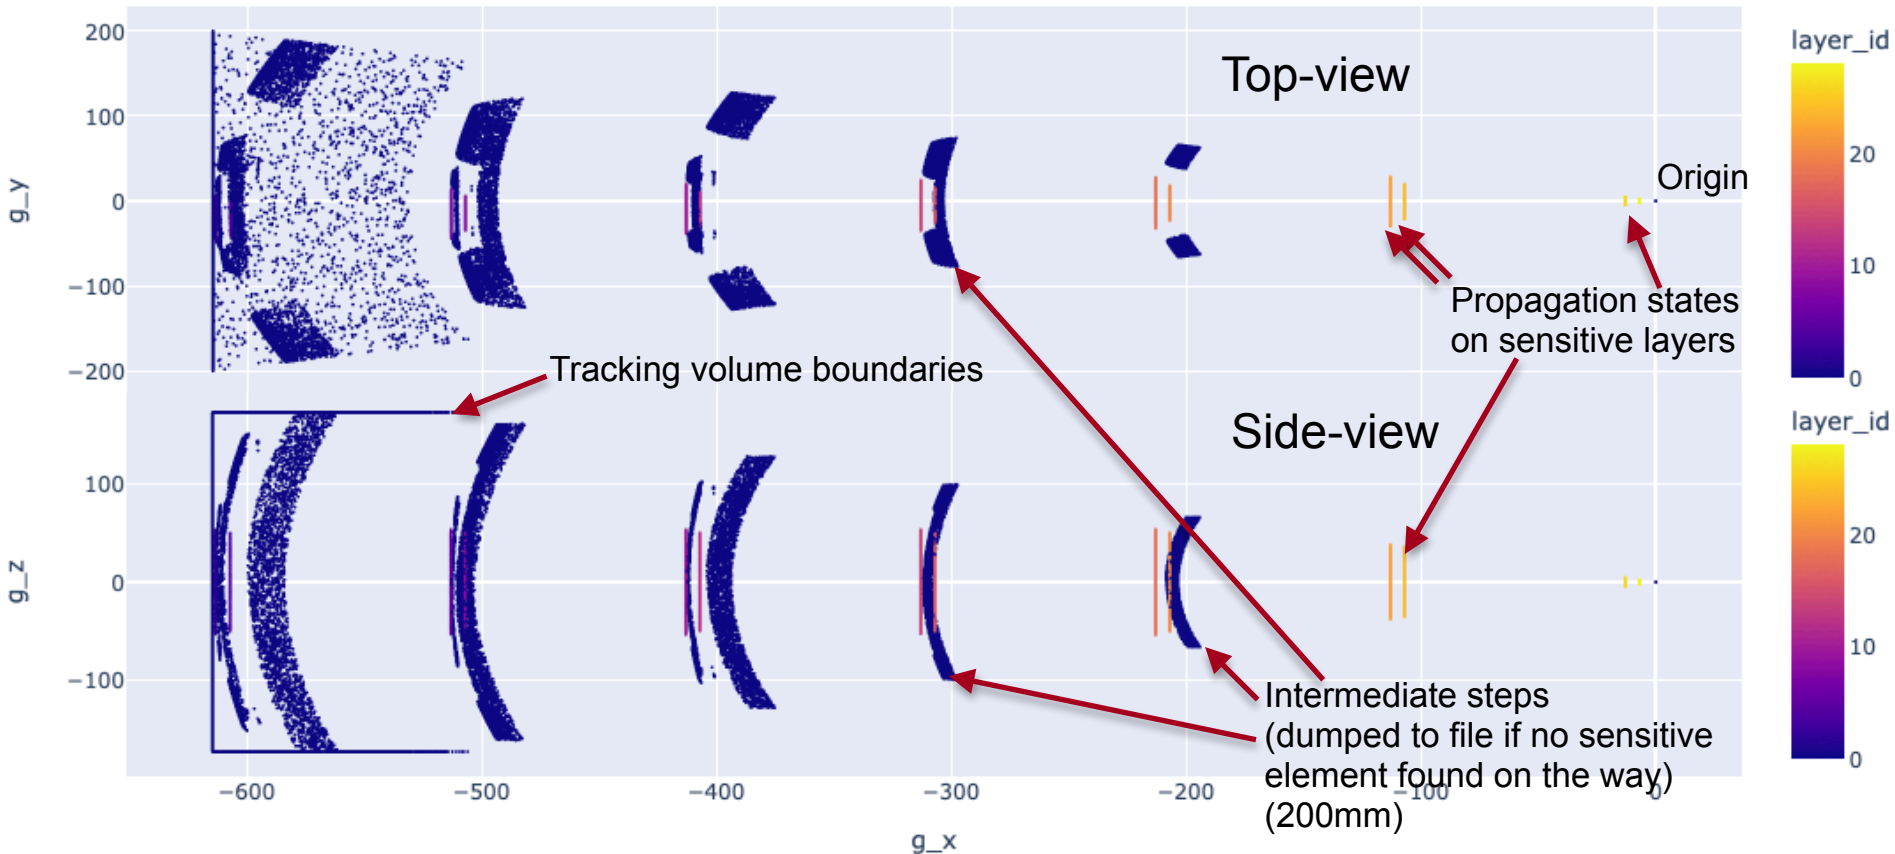 layer_id
200
100
0
−100
−200
g_y
Top-view
Origin
20
10
0
Propagation states
on sensitive layers
Tracking volume boundaries
Side-view
layer_id
100
0
−100
g_z
20
10
0
Intermediate steps
(dumped to file if no sensitive
element found on the way)
(200mm)
−600
−500
−400
−300
−200
−100
0
g_x